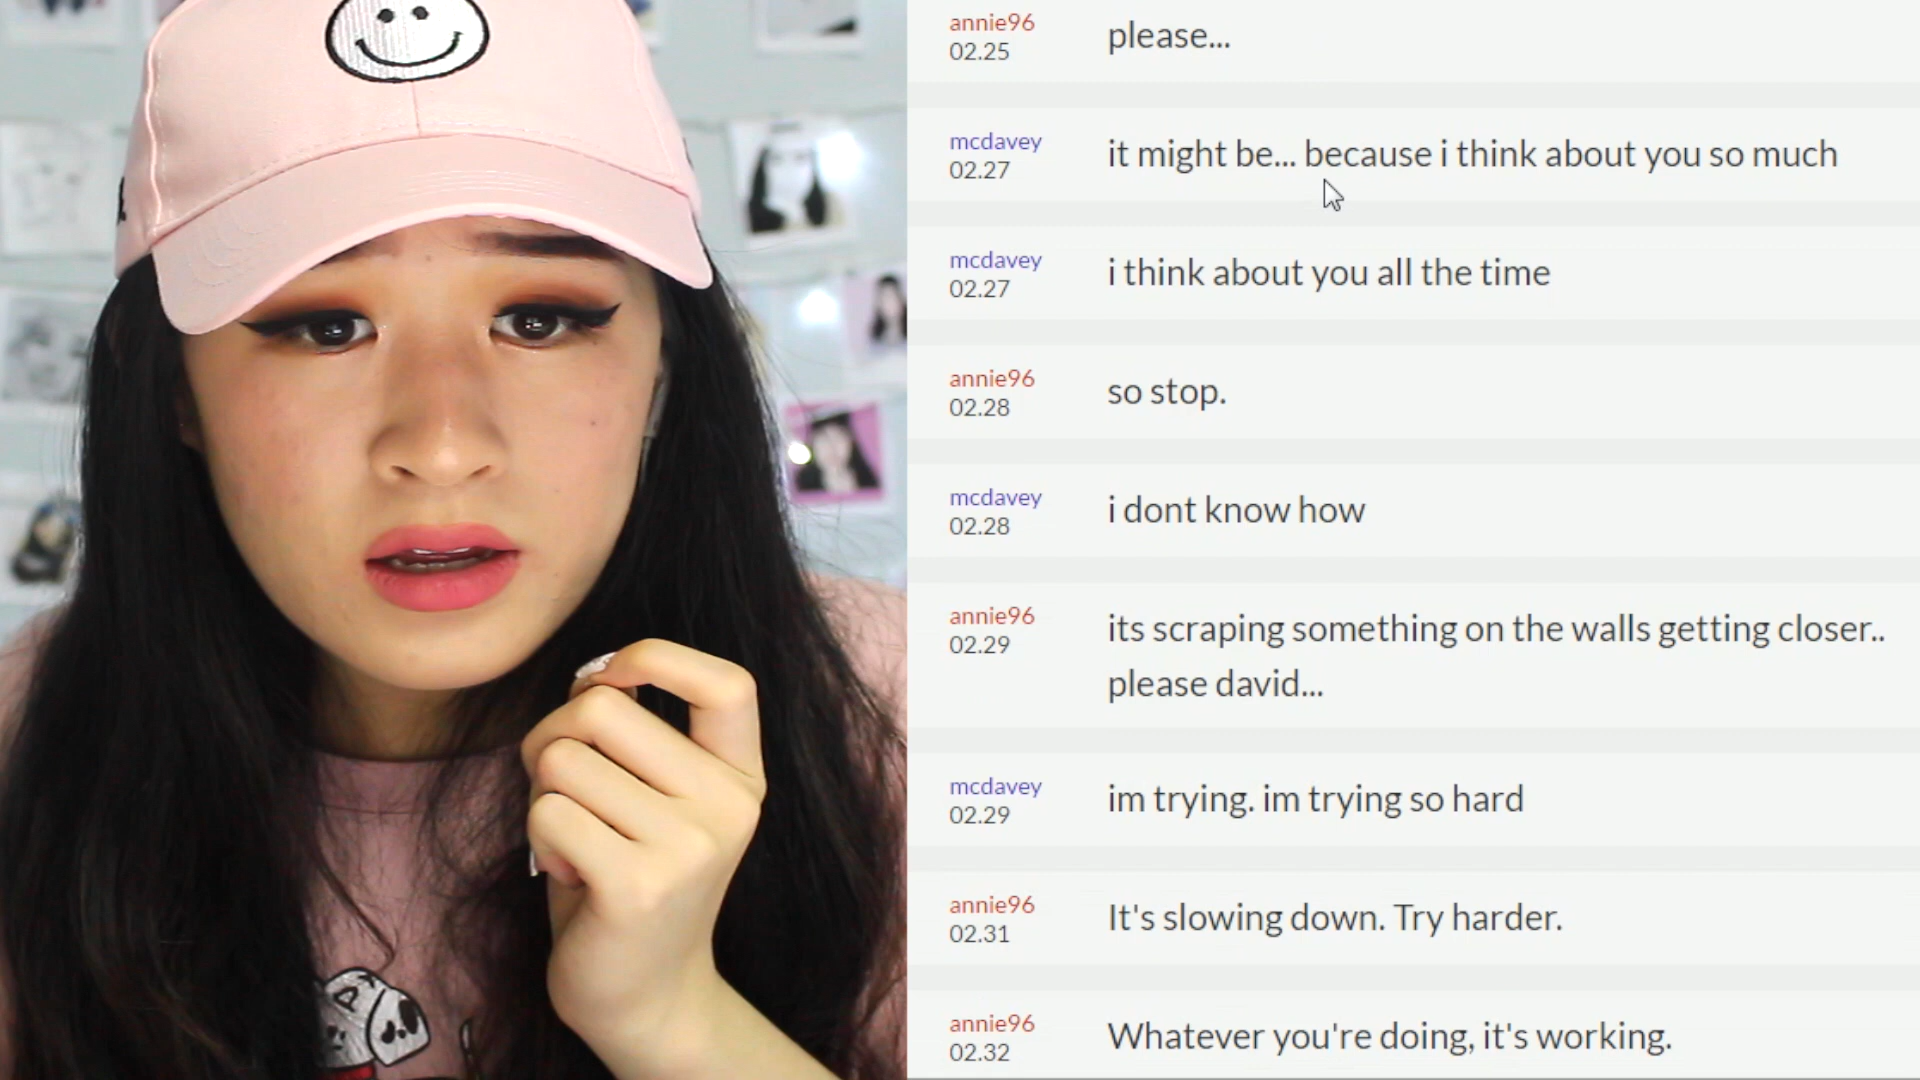 annie96
02.25
please...
mcdavey
02.27
it might be... because i think about you so much
mcdavey
02.27
i think about you all the time
annie96
02.28
so stop.
mcdavey
02.28
i dont know how
annie96
02.29
its scraping something on the walls getting closer..
please david...
mcdavey
02.29
im trying. im trying so hard
annie96
02.31
It's slowing down. Try harder.
annie96
02.32
Whatever you're doing, it's working.